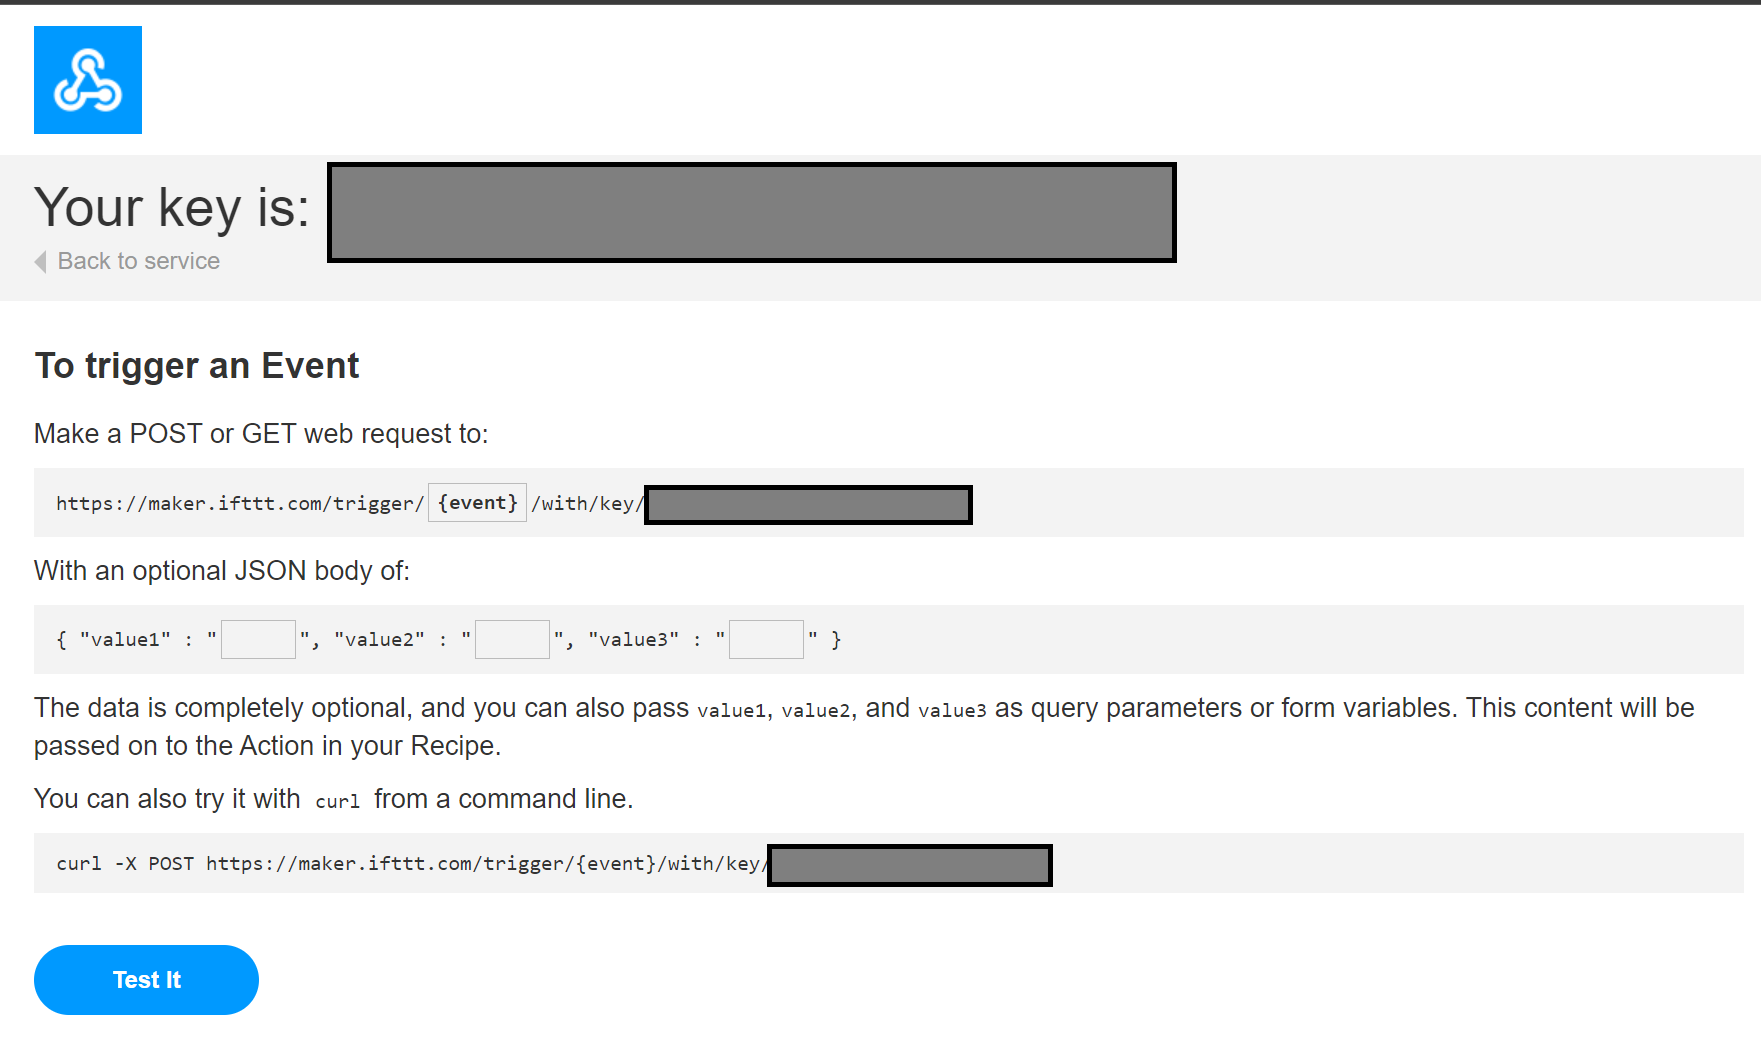 Your key is:
Back to service
To trigger an Event
Make a POST or GET web request to:
https://maker.ifttt.com/trigger/ {event} /with/key/
With an optional JSON body of:
{ "value1" : " ", "value2" : " ", "value3" : " " }
The data is completely optional, and you can also pass value1, value2, and value3 as query parameters or form variables. This content will be
passed on to the Action in your Recipe.
You can also try it with curl from a command line.
curl -X POST https://maker.ifttt.com/trigger/{event}/with/key/
Test It